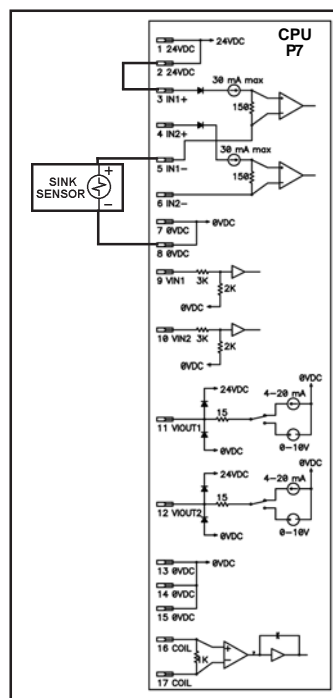 CPU
P7
1 24VDC
24VDC
2 24VDC
30 mA max
3 IN1+
150
4 IN2+
30 mA max
5 IN1-
150
6 IN2-
+
SINK
SENSOR
−
7 0VDC
0VDC
8 0VDC
9 VIN1
3K
2K
0VDC
10 VIN2
3K
2K
0VDC
0VDC
24VDC
4-20 mA
15
11 VIOUT1
0VDC
0-10V
0VDC
24VDC
4-20 mA
15
12 VIOUT2
0VDC
0-10V
13 0VDC
0VDC
14 0VDC
15 0VDC
16 COIL
1K
+
−
17 COIL